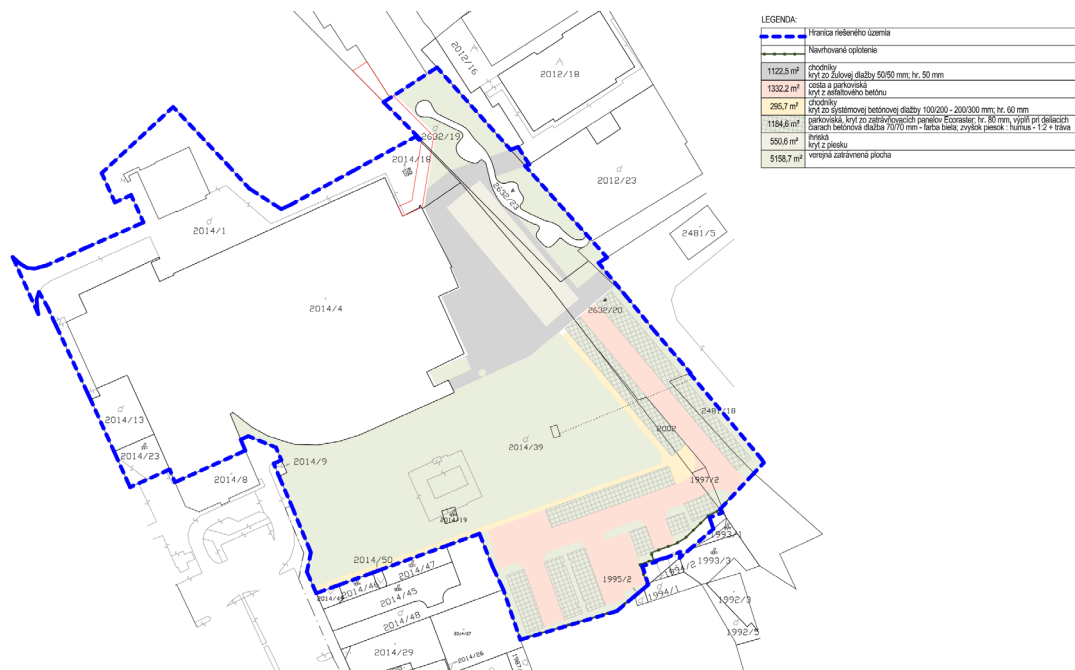 LEGENDA:
Hranica riešeného územia
Navrhované oplotenie
1122,5 m² chodníky
kryt zo žulovej dlažby 50/50 mm; hr. 50 mm
1332,2 m² cesta a parkoviská
kryt z asfaltového betónu
295,7 m² chodníky
kryt zo systémovej betónovej dlažby 100/200 - 200/300 mm; hr. 60 mm
1184,6 m² parkoviská, kryt zo zatrávňovacích panelov Ecoraster; hr. 80 mm, výplň pri deliacich
čiarach betónová dlažba 70/70 mm - farba biela; zvyšok piesok : humus - 1:2 + tráva
550,6 m² ihriská
kryt z piesku
5158,7 m² verejná zatrávnená plocha
2012/16
2012/18
2632/19
2014/18
2012/23
2632/23
2014/1
2481/5
2014/4
2632/20
2014/13
2481/18
2002
2014/39
2014/23
2014/9
2014/8
1997/2
2014/19
1993/1
2014/50
1993/3
2014/47
1994/2
2014/46
1995/2
2014/45
1994/1
1992/3
2014/48
1992/5
2014/37
2014/29
2014/26